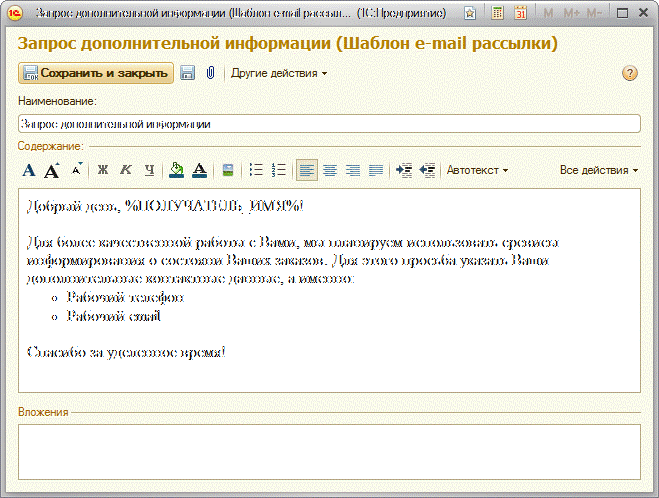 Запрос дополнительной информации (Шаблон e-mail рассыл... (1С:Предприятие)
M M+ M-
Запрос дополнительной информации (Шаблон e-mail рассылки)
Сохранить и закрыть Другие действия
Наименование:
Запрос дополнительной информации
Содержание:
Ж К Ч Автотекст Все действия
Добрый день, %ПОЛУЧАТЕЛЬ_ИМЯ%!
Для более качественной работы с Вами, мы планируем использовать сревисы
информирования о состояни Ваших заказов. Для этого просьба указать Ваши
дополнительные контактные данные, а именно:
Рабочий телефон
Рабочий email
Спасибо за уделенное время!
Вложения